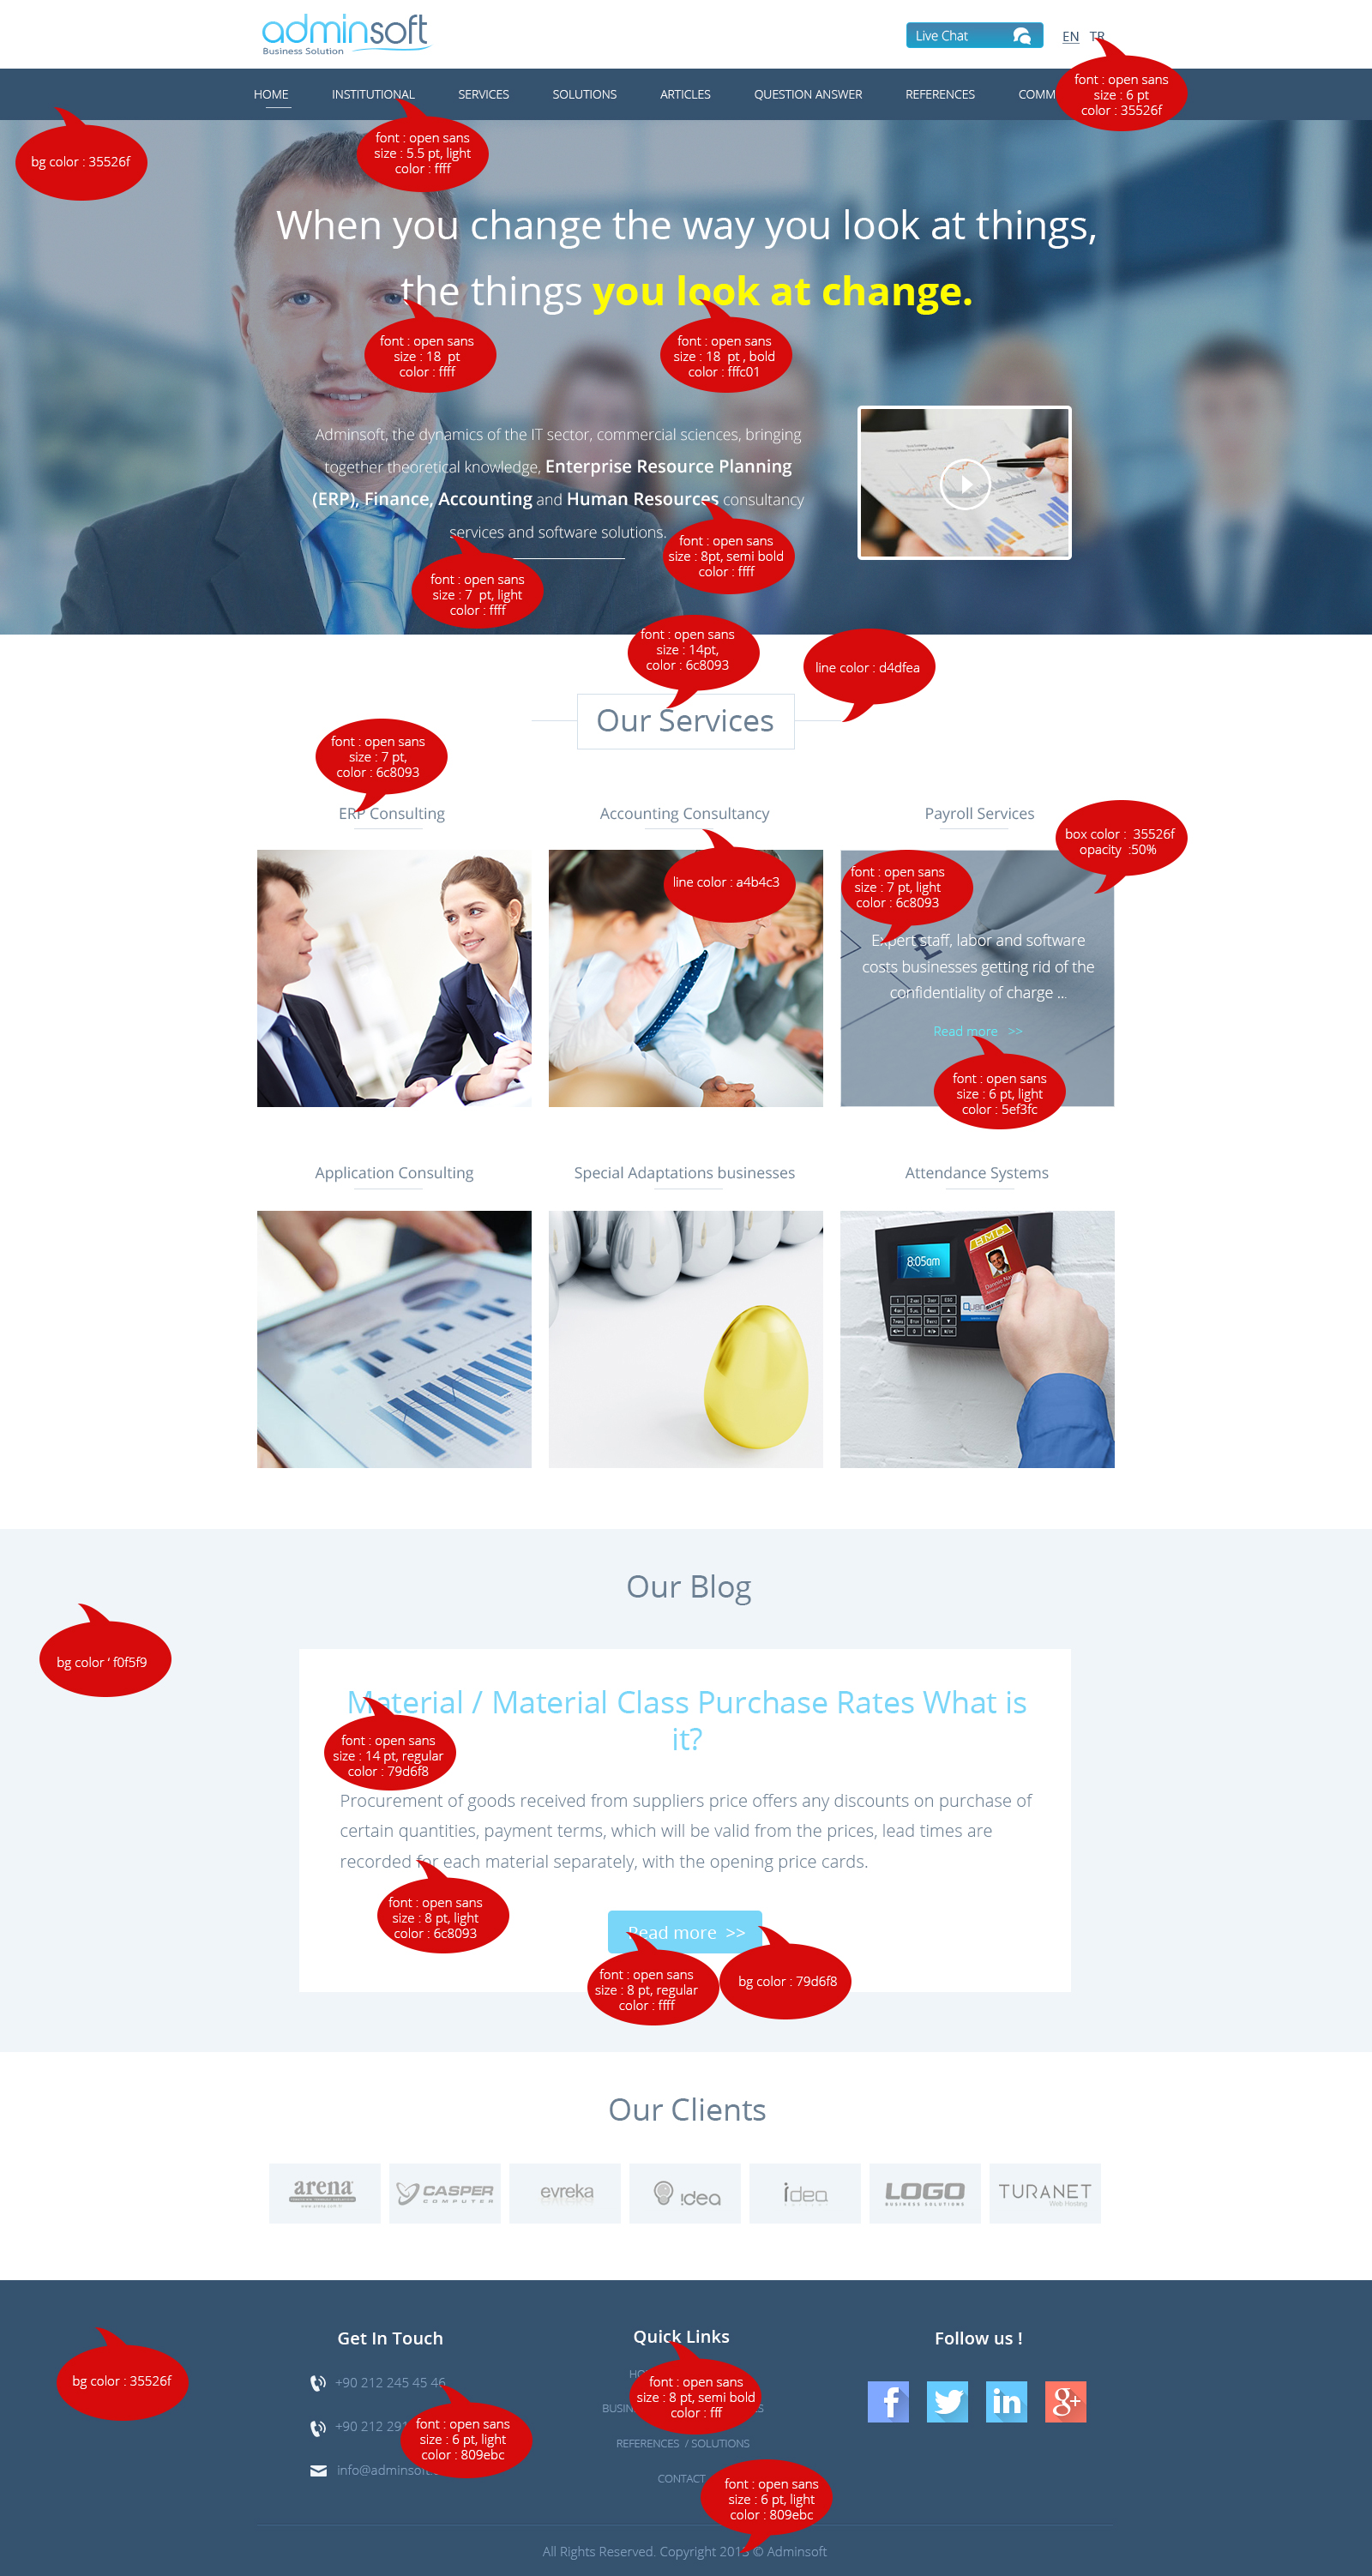 adminsoft
Business Solution
Live Chat
EN TR
font : open sans
size : 6 pt
color : 35526f
HOME INSTITUTIONAL SERVICES SOLUTIONS ARTICLES QUESTION ANSWER REFERENCES COMM
bg color : 35526f
font : open sans
size : 5.5 pt, light
color : ffff
When you change the way you look at things,
the things you look at change.
font : open sans
size : 18 pt
color : ffff
font : open sans
size : 18 pt , bold
color : fffc01
Adminsoft, the dynamics of the IT sector, commercial sciences, bringing
together theoretical knowledge, Enterprise Resource Planning
(ERP), Finance, Accounting and Human Resources consultancy
services and software solutions.
font : open sans
size : 8pt, semi bold
color : ffff
font : open sans
size : 7 pt, light
color : ffff
font : open sans
size : 14pt,
color : 6c8093
line color : d4dfea
Our Services
font : open sans
size : 7 pt,
color : 6c8093
ERP Consulting
Accounting Consultancy
Payroll Services
box color : 35526f
opacity :50%
line color : a4b4c3
font : open sans
size : 7 pt, light
color : 6c8093
Expert staff, labor and software
costs businesses getting rid of the
confidentiality of charge ...
Read more >>
font : open sans
size : 6 pt, light
color : 5ef3fc
Application Consulting
Special Adaptations businesses
Attendance Systems
8:05am
BMC
Our Blog
bg color ‘ f0f5f9
Material / Material Class Purchase Rates What is
it?
font : open sans
size : 14 pt, regular
color : 79d6f8
Procurement of goods received from suppliers price offers any discounts on purchase of
certain quantities, payment terms, which will be valid from the prices, lead times are
recorded for each material separately, with the opening price cards.
font : open sans
size : 8 pt, light
color : 6c8093
Read more >>
font : open sans
size : 8 pt, regular
color : ffff
bg color : 79d6f8
Our Clients
arena
CASPER
COMPUTER
evreka
idea
idea
LOGO
BUSINESS SOLUTIONS
TURANET
Web Hosting
Get In Touch
Quick Links
Follow us !
bg color : 35526f
+90 212 245 45 46
+90 212 291
info@adminsoft
font : open sans
size : 6 pt, light
color : 809ebc
font : open sans
size : 8 pt, semi bold
color : fff
REFERENCES / SOLUTIONS
CONTACT
font : open sans
size : 6 pt, light
color : 809ebc
All Rights Reserved. Copyright 2013 © Adminsoft